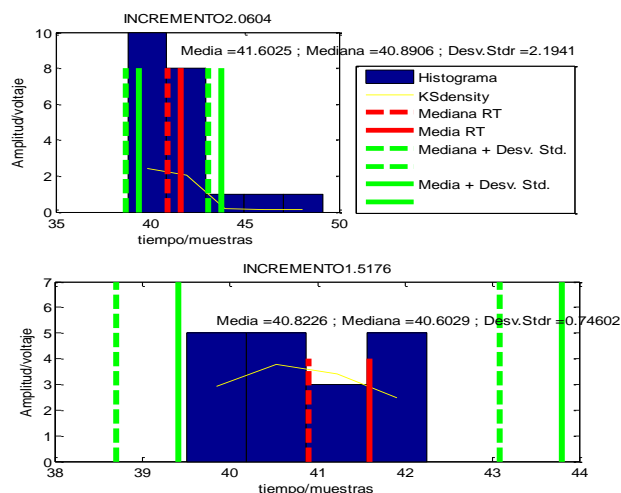 INCREMENTO2.0604
Media =41.6025 ; Mediana =40.8906 ; Desv.Stdr =2.1941
10
8
6
4
2
0
Amplitud/voltaje
35
40
45
50
tiempo/muestras
Histograma
KSdensity
Mediana RT
Media RT
Mediana + Desv. Std.
Media + Desv. Std.
INCREMENTO1.5176
Media =40.8226 ; Mediana =40.6029 ; Desv.Stdr =0.74602
7
6
5
4
3
2
1
0
Amplitud/voltaje
38
39
40
41
42
43
44
tiempo/muestras